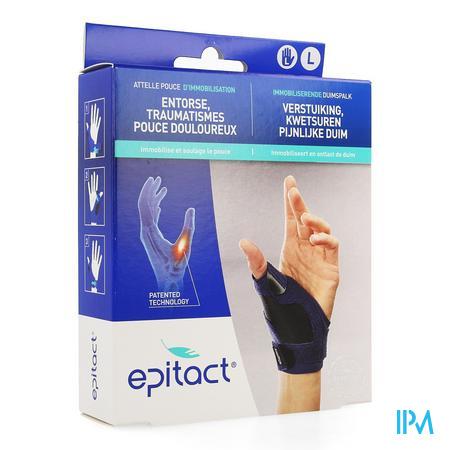 L
ATTELLE POUCE D'IMMOBILISATION
ENTORSE,
TRAUMATISMES
POUCE DOULOUREUX
Immobilise et soulage le pouce
IMMOBILISERENDE DUIMSPALK
VERSTUIKING,
KWETSUREN
PIJNLIJKE DUIM
Immobiliseert en ontlast de duim
PATENTED
TECHNOLOGY
epitact®
IPM